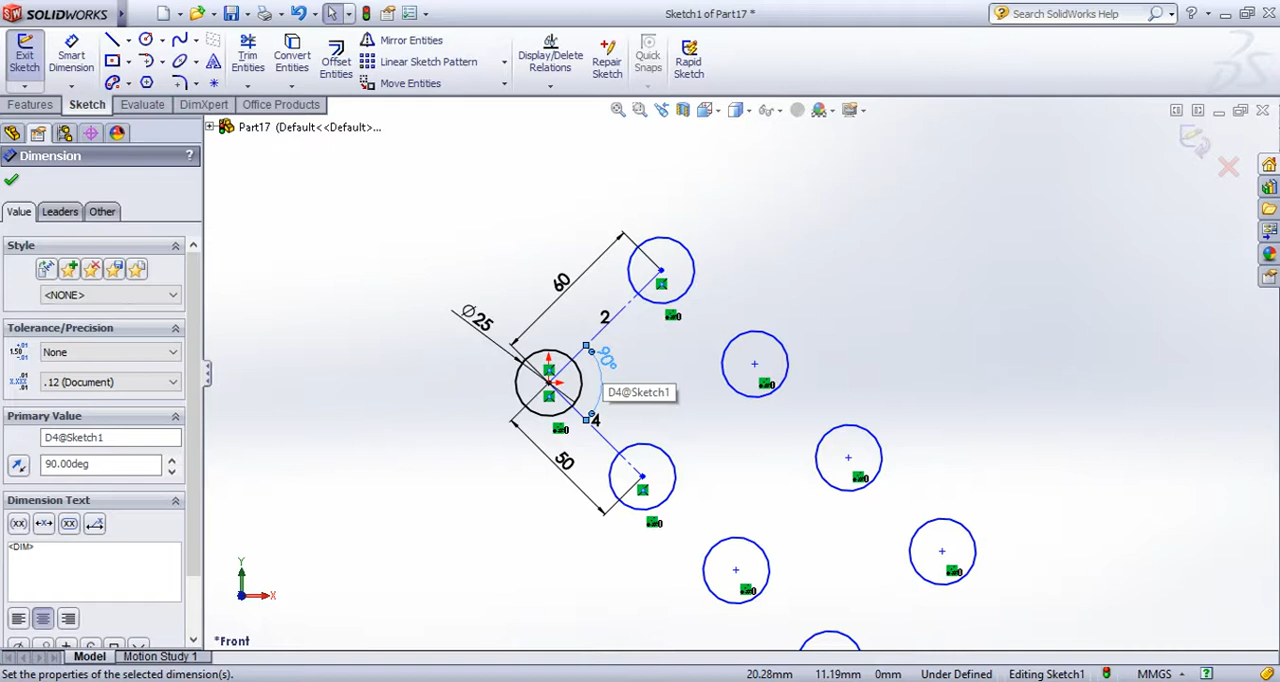 SW SOLIDWORKS
Sketch1 of Part17 *
Search SolidWorks Help
?
Exit Sketch
Smart Dimension
Trim Entities
Convert Entities
Offset Entities
Mirror Entities
Linear Sketch Pattern
Move Entities
Display/Delete Relations
Repair Sketch
Quick Snaps
Rapid Sketch
Features
Sketch
Evaluate
DimXpert
Office Products
Part17 (Default<<Default>...
Dimension
?
Value
Leaders
Other
Style
<NONE>
Tolerance/Precision
None
.12 (Document)
Primary Value
D4@Sketch1
90.00deg
Dimension Text
(xx)
<DIM>
60
2
Ø25
90°
D4@Sketch1
4
50
Y
X
*Front
Model
Motion Study 1
Set the properties of the selected dimension(s).
20.28mm
11.19mm
0mm
Under Defined
Editing Sketch1
MMGS
?